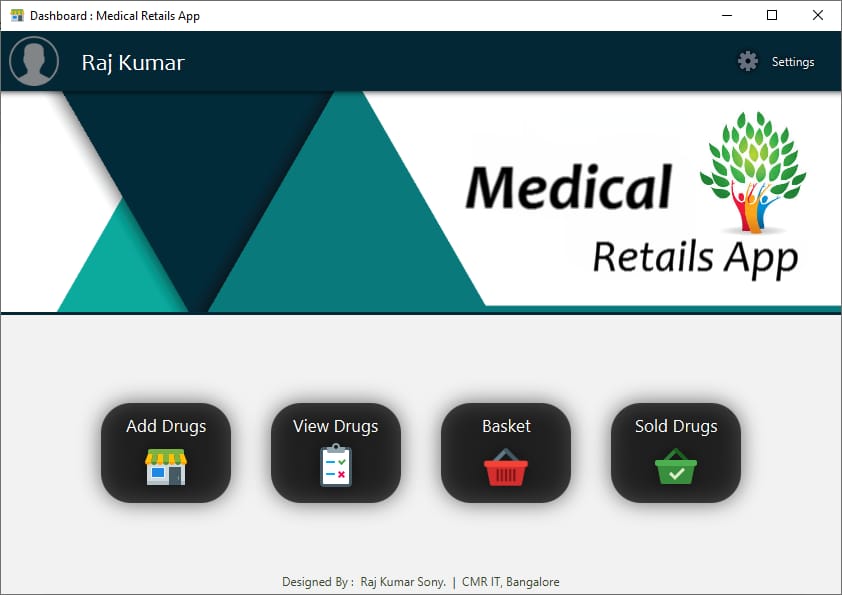 Dashboard : Medical Retails App
Raj Kumar
Settings
Medical
Retails App
Add Drugs
View Drugs
Basket
Sold Drugs
Designed By : Raj Kumar Sony. | CMR IT, Bangalore